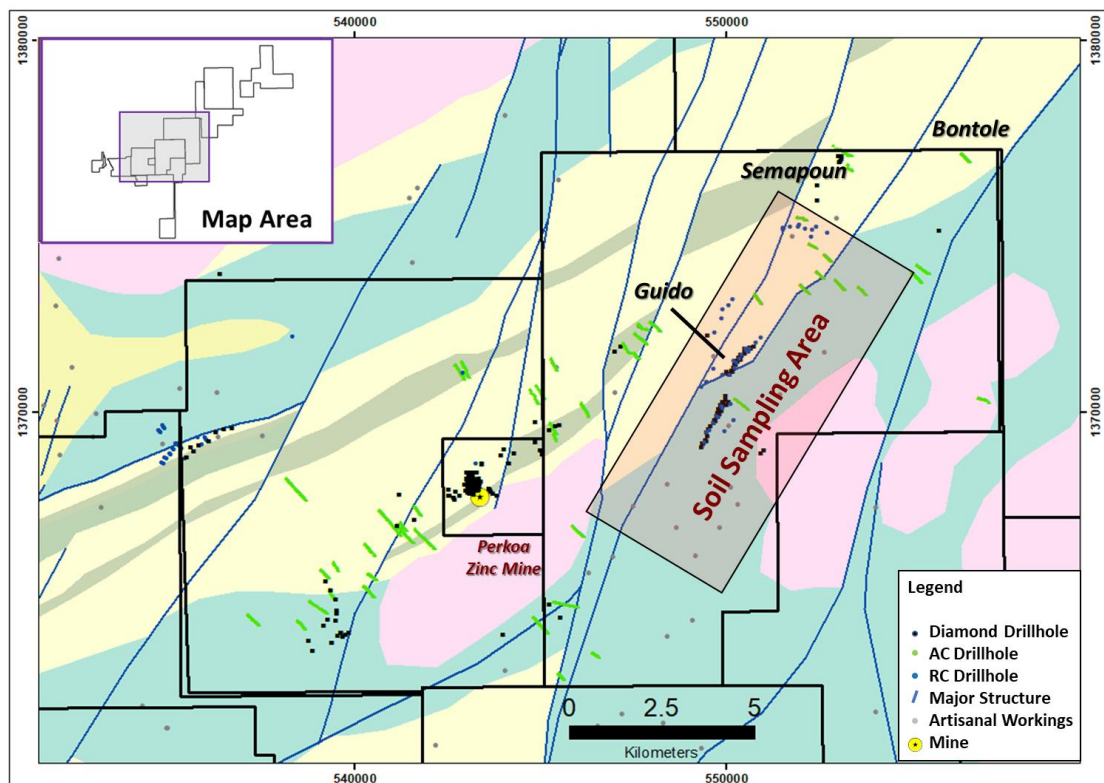 540000
550000
1380000
1380000
Map Area
Bontole
Semapoun
Guido
Soil Sampling Area
1370000
1370000
Perkoa
Zinc Mine
Legend
Diamond Drillhole
AC Drillhole
RC Drillhole
Major Structure
Artisanal Workings
Mine
0 2.5 5
Kilometers
540000
550000